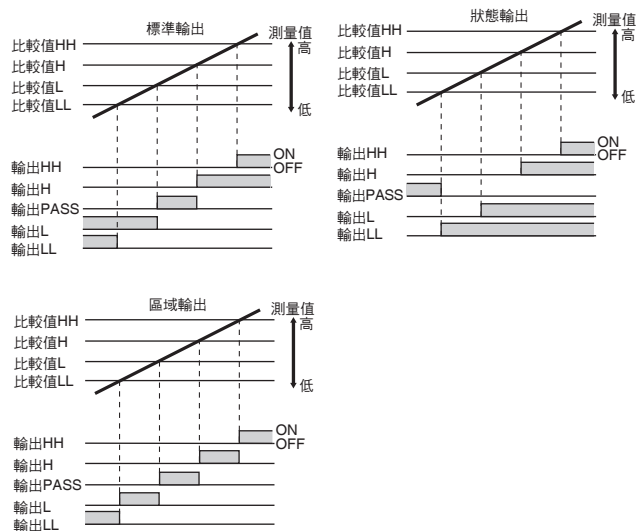 標準輸出
測量值
比較值HH
高
比較值H
比較值L
比較值LL
低
ON
輸出HH
OFF
輸出H
輸出PASS
輸出L
輸出LL
狀態輸出
測量值
比較值HH
高
比較值H
比較值L
比較值LL
低
ON
輸出HH
OFF
輸出H
輸出PASS
輸出L
輸出LL
區域輸出
測量值
比較值HH
高
比較值H
比較值L
比較值LL
低
ON
輸出HH
OFF
輸出H
輸出PASS
輸出L
輸出LL